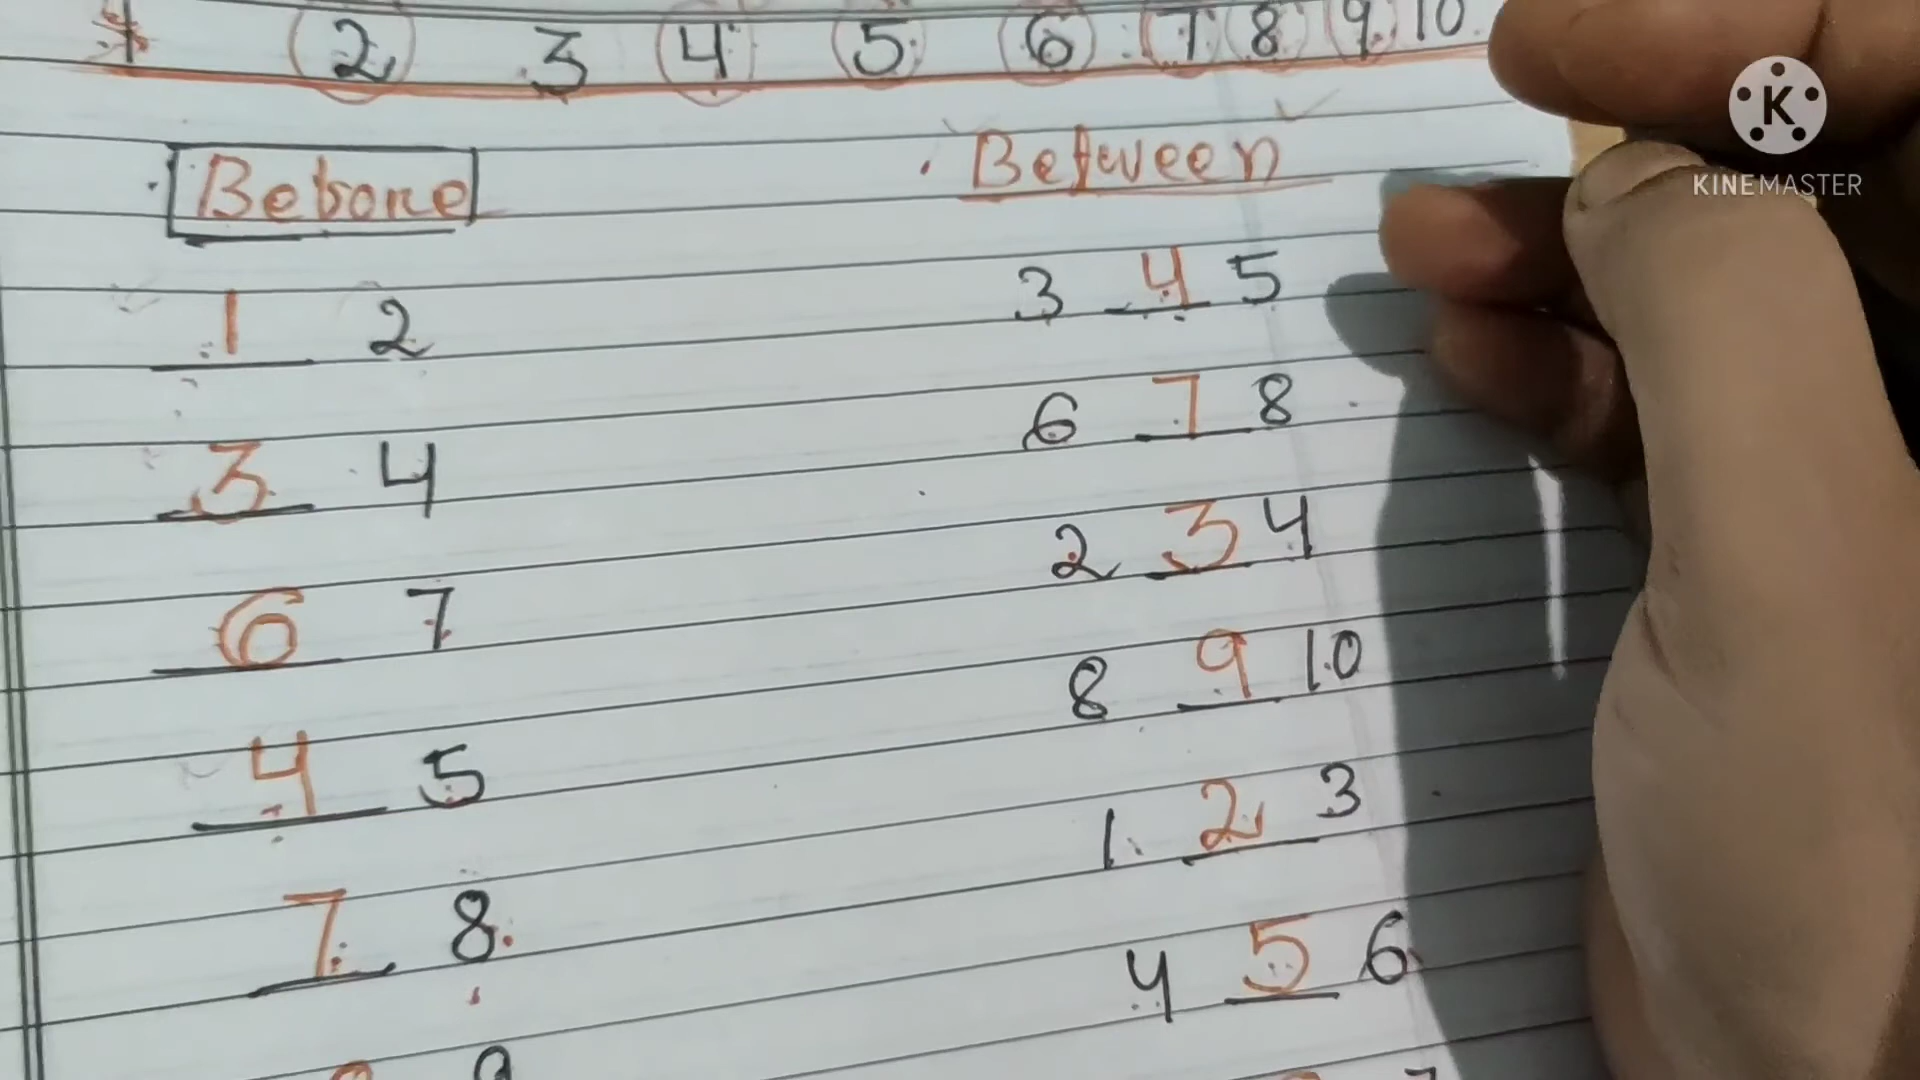 1 2 3 4 5 6 7 8 9 10
Before Between
1 2 3 4 5
3 4 6 7 8
6 7 2 3 4
4 5 8 9 10
7 8 1 2 3
4 5 6
K
KINEMASTER